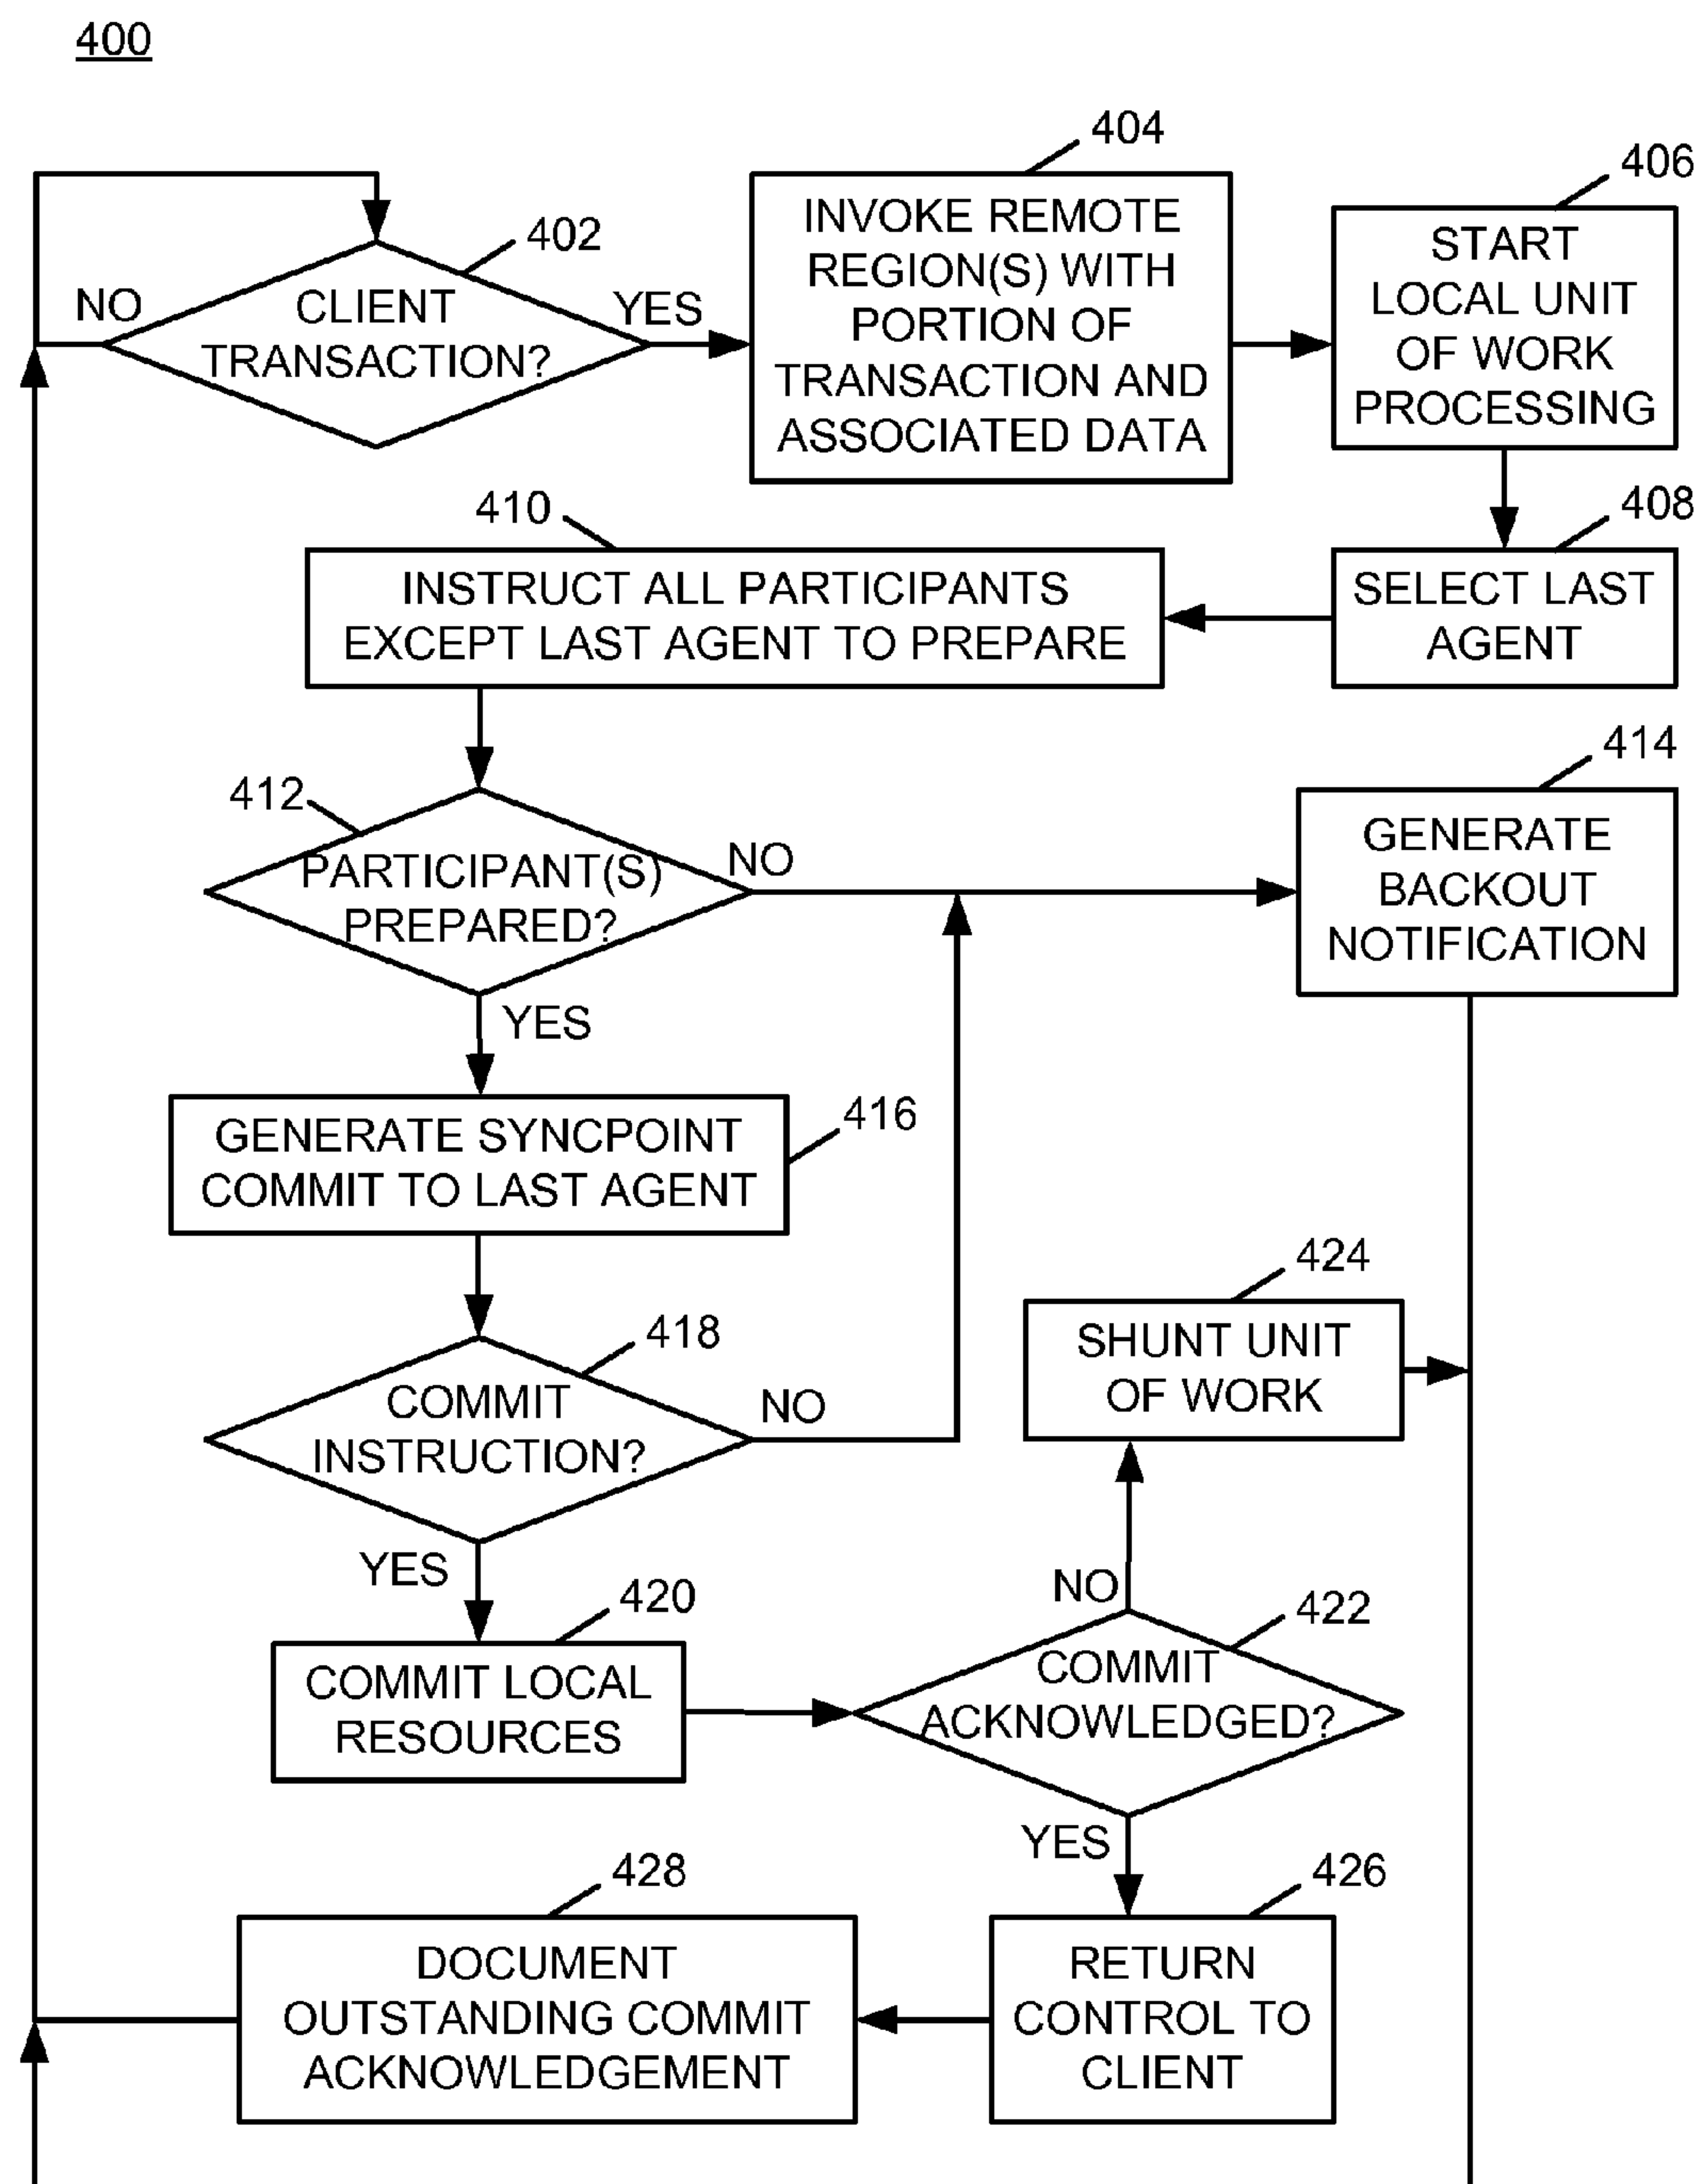 400
402
CLIENT
TRANSACTION?
NO
YES
404
INVOKE REMOTE
REGION(S) WITH
PORTION OF
TRANSACTION AND
ASSOCIATED DATA
406
START
LOCAL UNIT
OF WORK
PROCESSING
408
SELECT LAST
AGENT
410
INSTRUCT ALL PARTICIPANTS
EXCEPT LAST AGENT TO PREPARE
412
PARTICIPANT(S)
PREPARED?
NO
YES
414
GENERATE
BACKOUT
NOTIFICATION
416
GENERATE SYNCPOINT
COMMIT TO LAST AGENT
418
COMMIT
INSTRUCTION?
NO
YES
420
COMMIT LOCAL
RESOURCES
422
COMMIT
ACKNOWLEDGED?
NO
YES
424
SHUNT UNIT
OF WORK
426
RETURN
CONTROL TO
CLIENT
428
DOCUMENT
OUTSTANDING COMMIT
ACKNOWLEDGEMENT